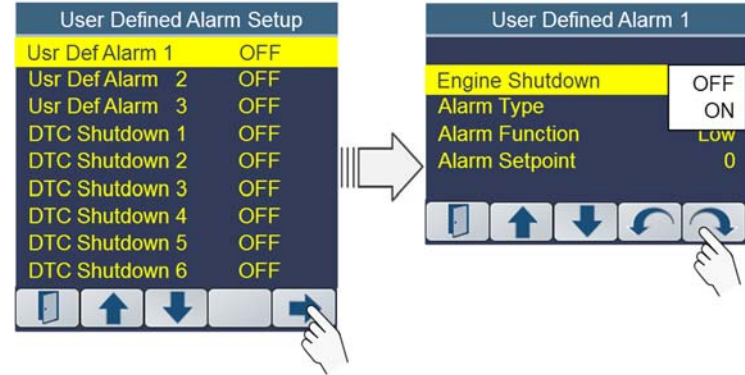 User Defined Alarm Setup
Usr Def Alarm 1 OFF
Usr Def Alarm 2 OFF
Usr Def Alarm 3 OFF
DTC Shutdown 1 OFF
DTC Shutdown 2 OFF
DTC Shutdown 3 OFF
DTC Shutdown 4 OFF
DTC Shutdown 5 OFF
DTC Shutdown 6 OFF
User Defined Alarm 1
Engine Shutdown OFF
Alarm Type ON
Alarm Function Low
Alarm Setpoint 0